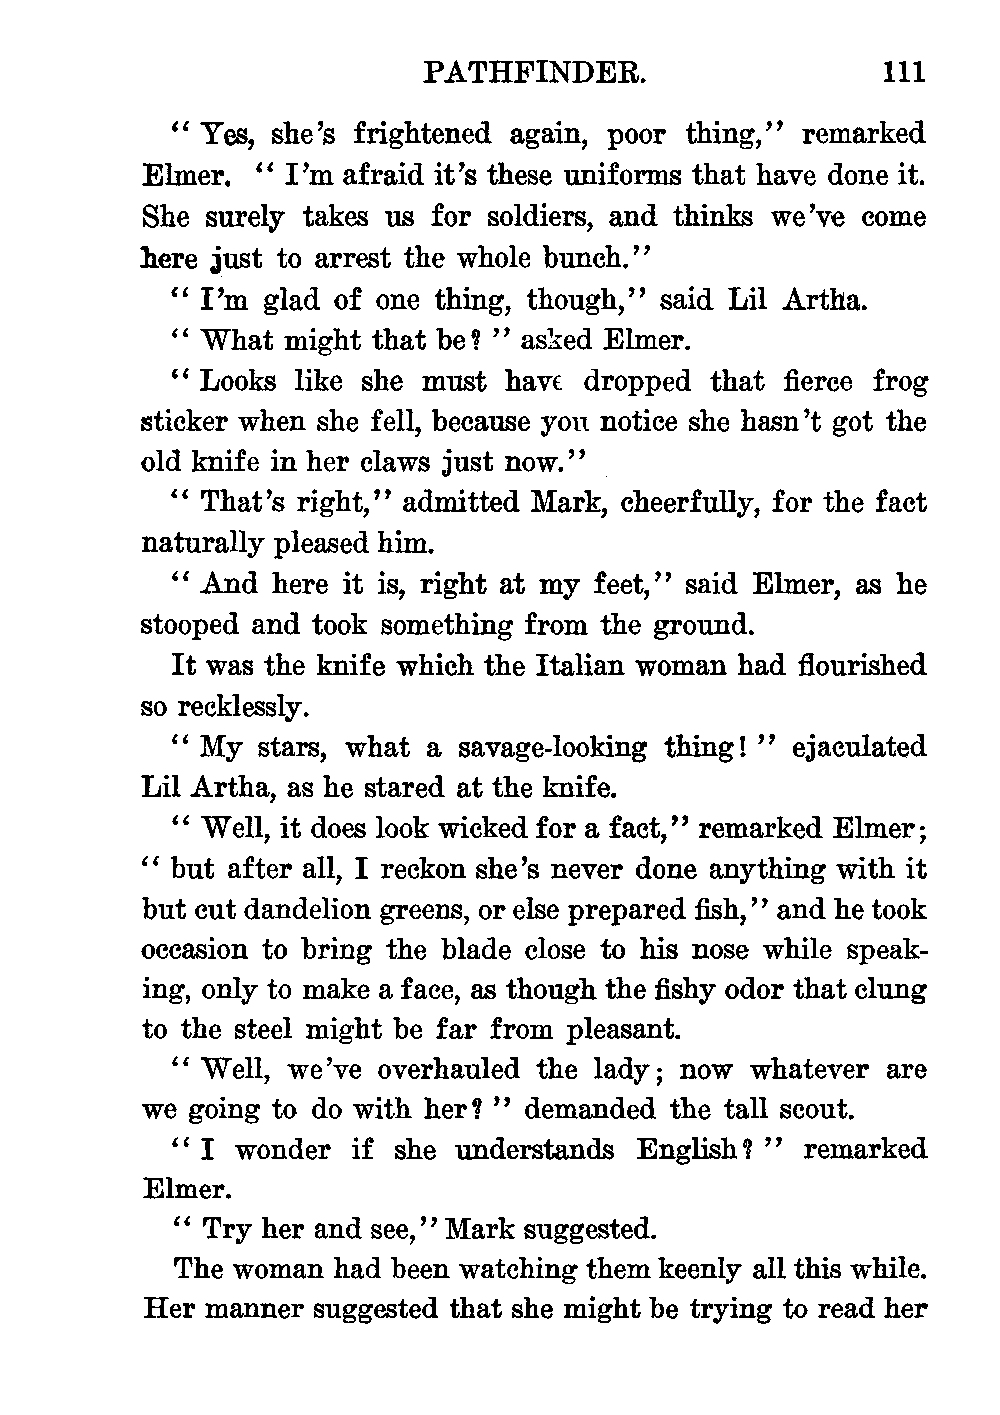 PATHFINDER. 111
“ Yes, she’s frightened again, poor thing,” remarked
Elmer. “ I’m afraid it’s these uniforms that have done it.
She surely takes us for soldiers, and thinks we’ve come
here just to arrest the whole bunch.”
“ I’m glad of one thing, though,” said Lil Artha.
“ What might that be? ” asked Elmer.
“ Looks like she must have dropped that fierce frog
sticker when she fell, because you notice she hasn’t got the
old knife in her claws just now.”
“ That’s right,” admitted Mark, cheerfully, for the fact
naturally pleased him.
“ And here it is, right at my feet,” said Elmer, as he
stooped and took something from the ground.
It was the knife which the Italian woman had flourished
so recklessly.
“ My stars, what a savage-looking thing! ” ejaculated
Lil Artha, as he stared at the knife.
“ Well, it does look wicked for a fact,” remarked Elmer;
“ but after all, I reckon she’s never done anything with it
but cut dandelion greens, or else prepared fish,” and he took
occasion to bring the blade close to his nose while speak-
ing, only to make a face, as though the fishy odor that clung
to the steel might be far from pleasant.
“ Well, we’ve overhauled the lady; now whatever are
we going to do with her? ” demanded the tall scout.
“ I wonder if she understands English? ” remarked
Elmer.
“ Try her and see,” Mark suggested.
The woman had been watching them keenly all this while.
Her manner suggested that she might be trying to read her